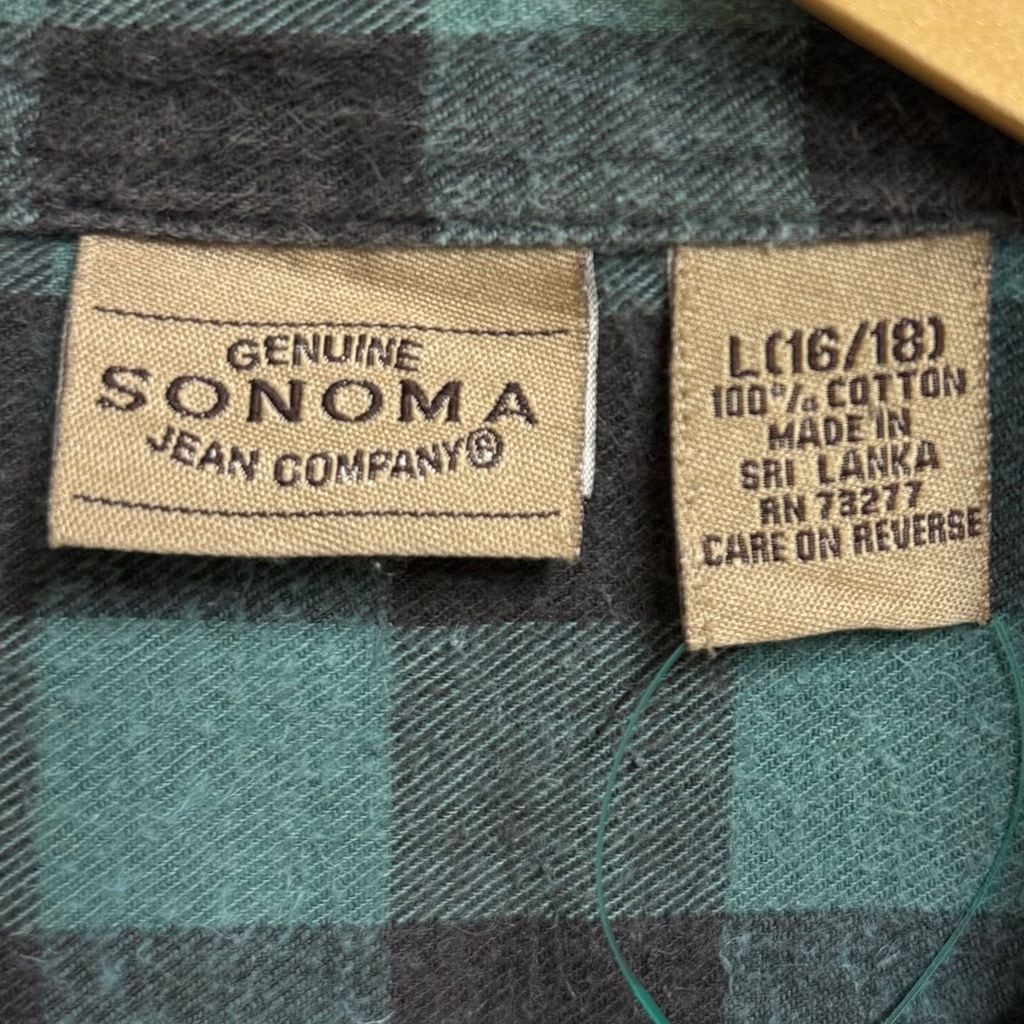 GENUINE
SONOMA
JEAN COMPANY®
L(16/18)
100% COTTON
MADE IN
SRI LANKA
RN 73277
CARE ON REVERSE